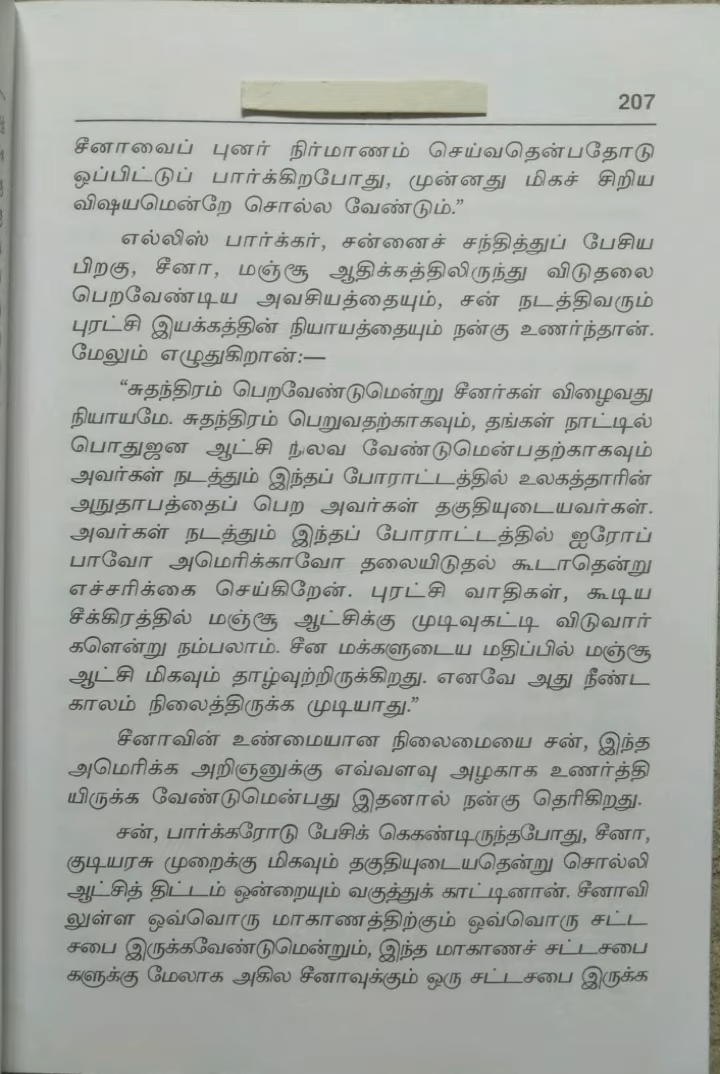 207
சீனாவைப் புனர் நிர்மாணம் செய்வதென்பதோடு
ஒப்பிட்டுப் பார்க்கிறபோது, முன்னது மிகச் சிறிய
விஷயமென்றே சொல்ல வேண்டும்.”
எல்லிஸ் பார்க்கர், சன்னைச் சந்தித்துப் பேசிய
பிறகு, சீனா, மஞ்சூ ஆதிக்கத்திலிருந்து விடுதலை
பெறவேண்டிய அவசியத்தையும், சன் நடத்திவரும்
புரட்சி இயக்கத்தின் நியாயத்தையும் நன்கு உணர்ந்தான்.
மேலும் எழுதுகிறான்:—
“சுதந்திரம் பெறவேண்டுமென்று சீனர்கள் விழைவது
நியாயமே. சுதந்திரம் பெறுவதற்காகவும், தங்கள் நாட்டில்
பொதுஜன ஆட்சி நிலவ வேண்டுமென்பதற்காகவும்
அவர்கள் நடத்தும் இந்தப் போராட்டத்தில் உலகத்தாரின்
அநுதாபத்தைப் பெற அவர்கள் தகுதியுடையவர்கள்.
அவர்கள் நடத்தும் இந்தப் போராட்டத்தில் ஐரோப்
பாவோ அமெரிக்காவோ தலையிடுதல் கூடாதென்று
எச்சரிக்கை செய்கிறேன். புரட்சி வாதிகள், கூடிய
சீக்கிரத்தில் மஞ்சூ ஆட்சிக்கு முடிவுகட்டி விடுவார்
களென்று நம்பலாம். சீன மக்களுடைய மதிப்பில் மஞ்சூ
ஆட்சி மிகவும் தாழ்வுற்றிருக்கிறது. எனவே அது நீண்ட
காலம் நிலைத்திருக்க முடியாது.”
சீனாவின் உண்மையான நிலைமையை சன், இந்த
அமெரிக்க அறிஞனுக்கு எவ்வளவு அழகாக உணர்த்தி
யிருக்க வேண்டுமென்பது இதனால் நன்கு தெரிகிறது.
சன், பார்க்கரோடு பேசிக் கெகண்டிருந்தபோது, சீனா,
குடியரசு முறைக்கு மிகவும் தகுதியுடையதென்று சொல்லி
ஆட்சித் திட்டம் ஒன்றையும் வகுத்துக் காட்டினான். சீனாவி
லுள்ள ஒவ்வொரு மாகாணத்திற்கும் ஒவ்வொரு சட்ட
சபை இருக்கவேண்டுமென்றும், இந்த மாகாணச் சட்டசபை
களுக்கு மேலாக அகில சீனாவுக்கும் ஒரு சட்டசபை இருக்க